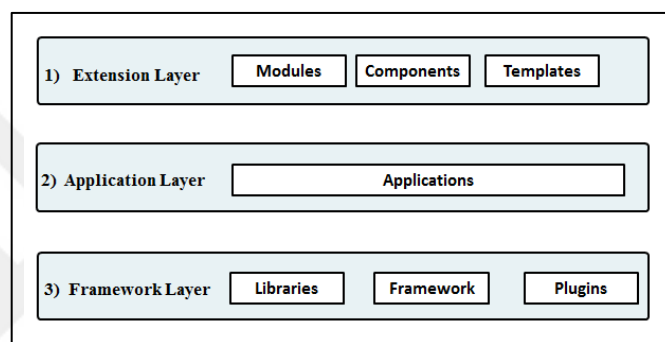 1) Extension Layer Modules Components Templates
2) Application Layer Applications
3) Framework Layer Libraries Framework Plugins